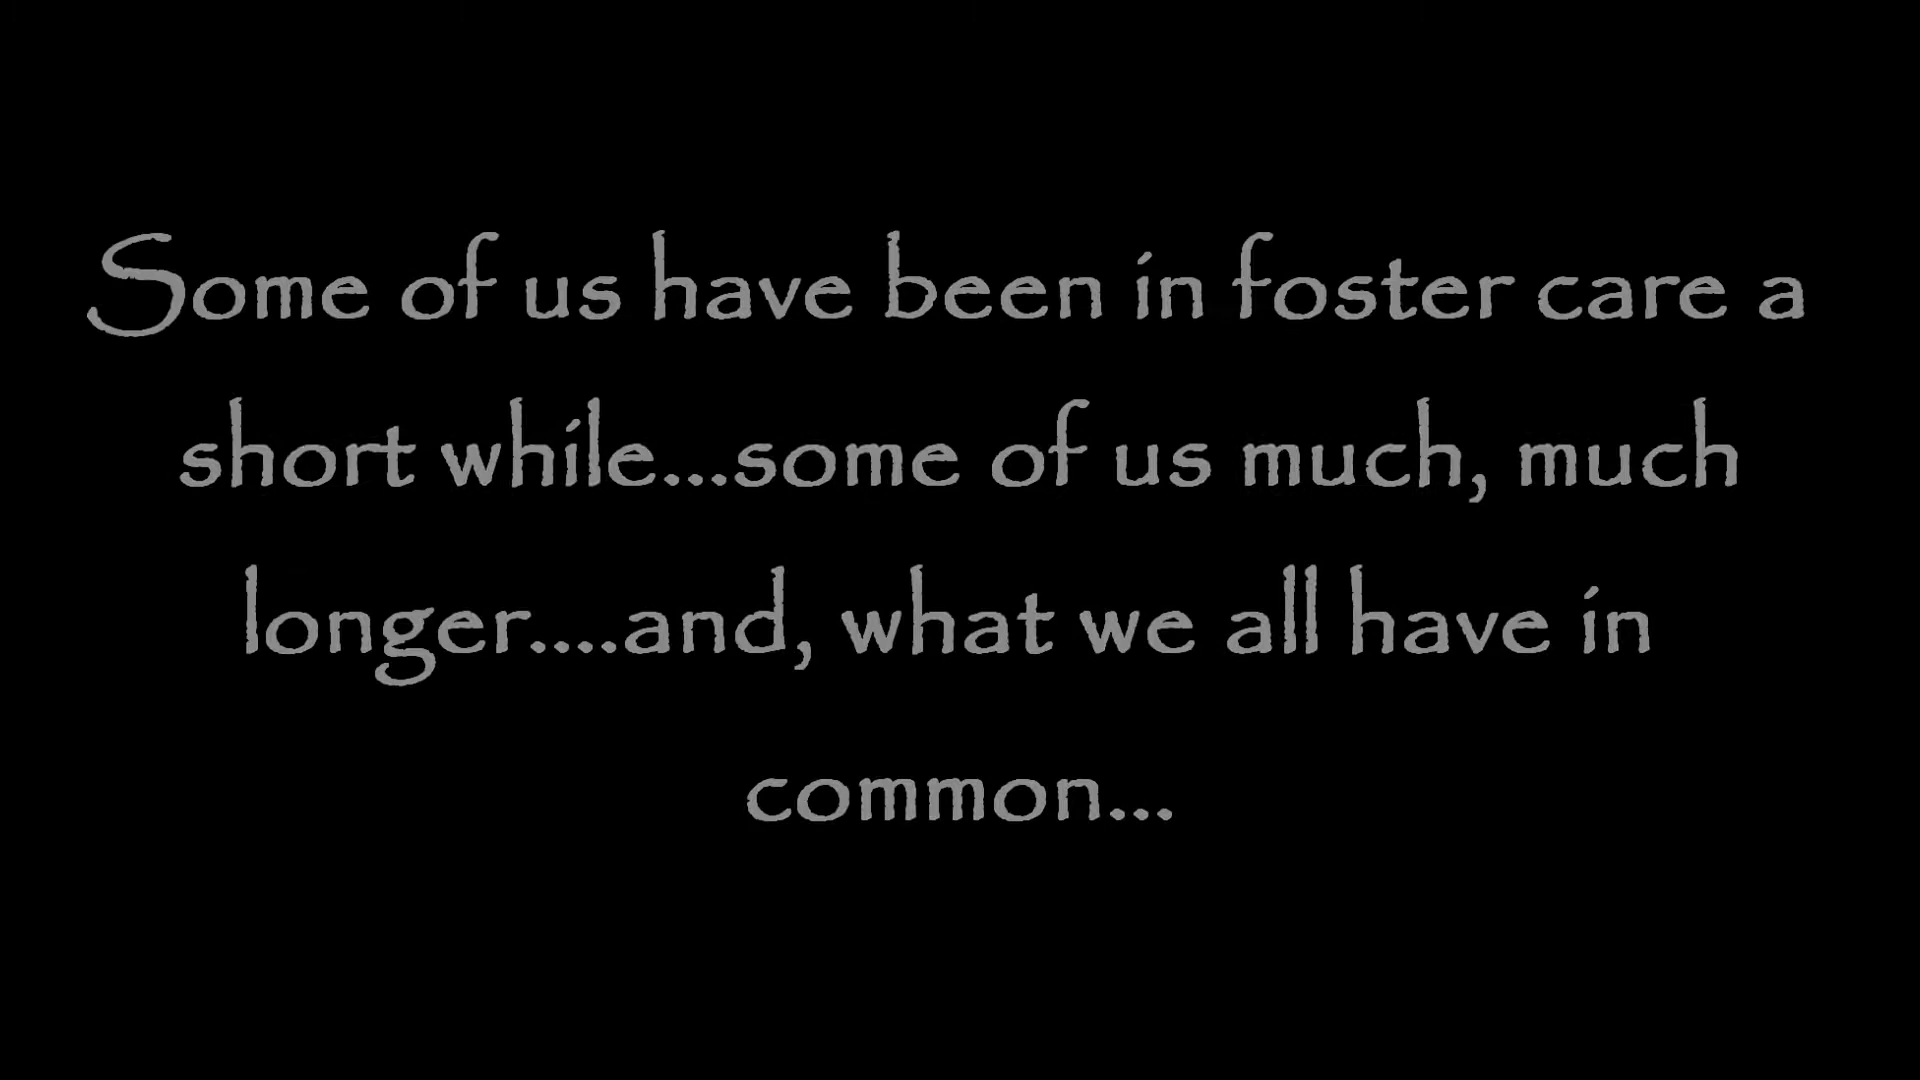 Some of us have been in foster care a
short while...some of us much, much
longer....and, what we all have in
common...